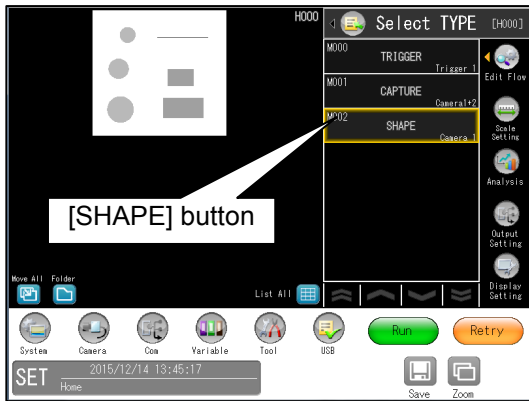 H000
Select TYPE
[H000]
M000
TRIGGER
Trigger 1
M001
CAPTURE
Camera1+2
M002
SHAPE
Camera 1
Edit Flow
Scale
Setting
Analysis
Output
Setting
Display
Setting
[SHAPE] button
Move All
Folder
List All
System
Camera
Com
Variable
Tool
USB
Run
Retry
SET
2015/12/14 13:45:17
Home
Save
Zoom